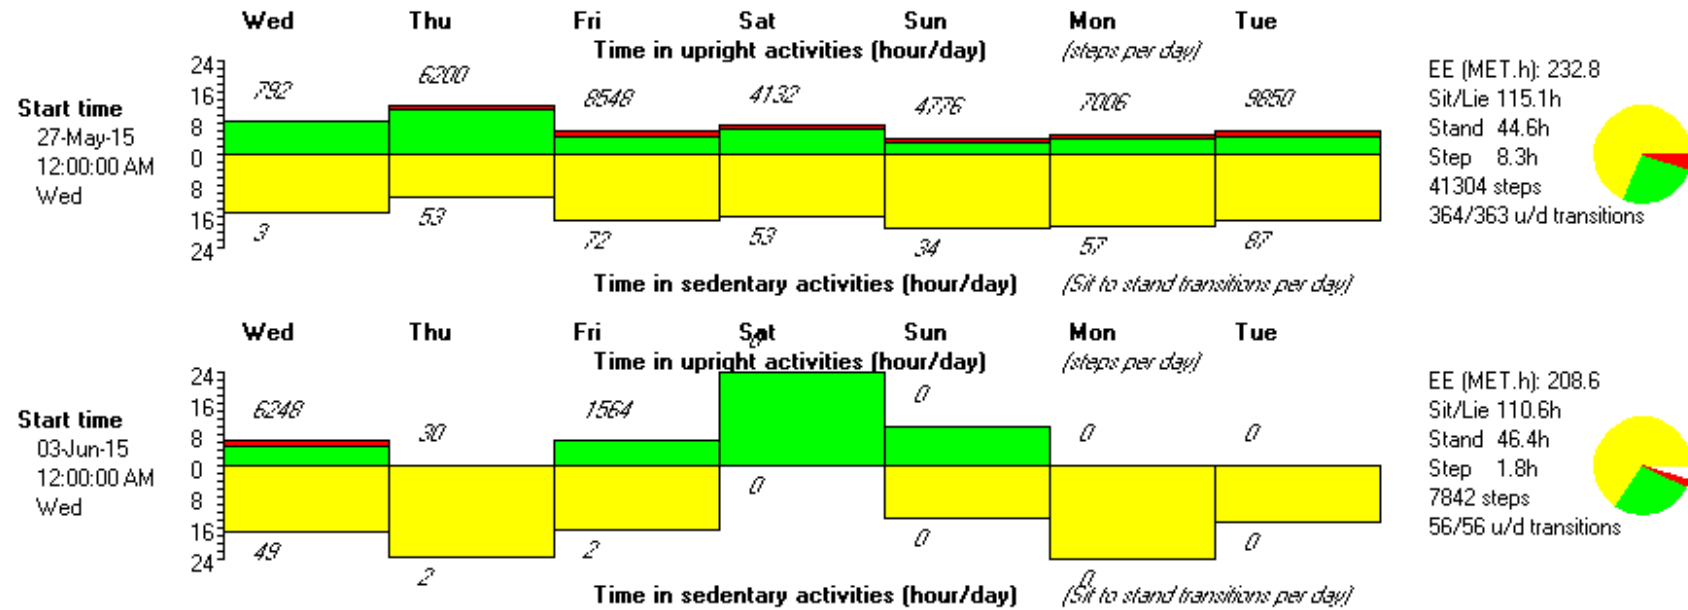 Wed Thu Fri Sat Sun Mon Tue
Time in upright activities (hour/day) (steps per day)
24
16
8
0
8
16
24
792 6200 8548 4132 4776 7006 9850
Start time
27-May-15
12:00:00 AM
Wed
3 53 72 53 34 57 87
Time in sedentary activities (hour/day) (Sit to stand transitions per day)
EE (MET.h): 232.8
Sit/Lie 115.1h
Stand 44.6h
Step 8.3h
41304 steps
364/363 u/d transitions
Wed Thu Fri Sat Sun Mon Tue
Time in upright activities (hour/day) (steps per day)
24
16
8
0
8
16
24
6248 30 1564 0 0 0 0
Start time
03-Jun-15
12:00:00 AM
Wed
49 2 2 0 0 0 0
Time in sedentary activities (hour/day) (Sit to stand transitions per day)
EE (MET.h): 208.6
Sit/Lie 110.6h
Stand 46.4h
Step 1.8h
7842 steps
56/56 u/d transitions